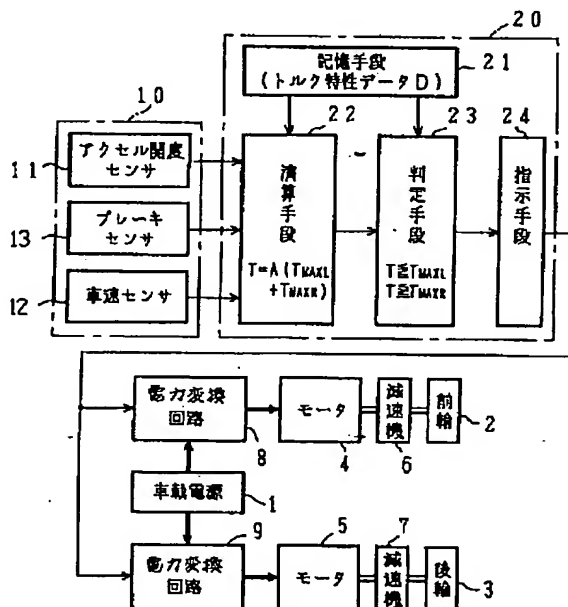 20
記憶手段
(トルク特性データD)
21
10
22
23
24
11
アクセル開度
センサ
演算手段
T=A(TMAXL
+TMAXR)
判定手段
T≧TMAXL
T≧TMAXR
指示手段
13
ブレーキ
センサ
12
車速センサ
電力変換
回路
8
モータ
4
減速機
6
前輪
2
車載電源
1
9
電力変換
回路
5
モータ
7
減速機
後輪
3